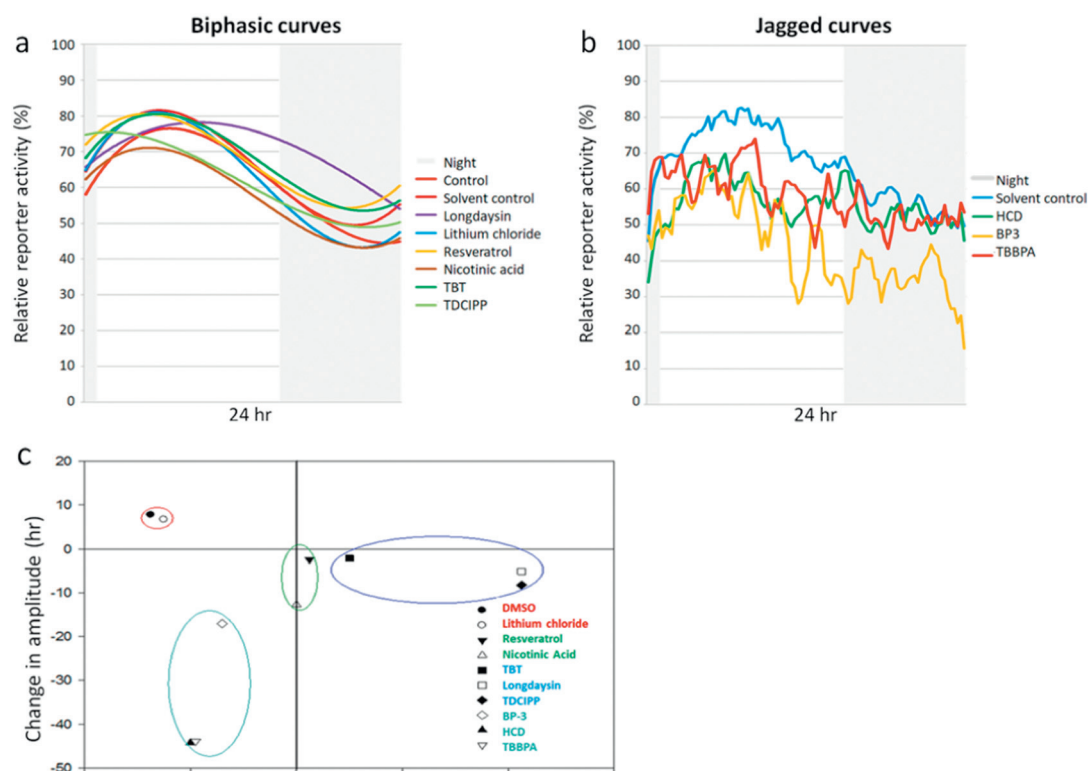 a
Biphasic curves
Relative reporter activity (%)
100
90
80
70
60
50
40
30
20
10
0
24 hr
Night
Control
Solvent control
Longdaysin
Lithium chloride
Resveratrol
Nicotinic acid
TBT
TDCIPP
b
Jagged curves
Relative reporter activity (%)
100
90
80
70
60
50
40
30
20
10
0
24 hr
Night
Solvent control
HCD
BP3
TBBPA
c
Change in amplitude (hr)
20
10
0
-10
-20
-30
-40
-50
DMSO
Lithium chloride
Resveratrol
Nicotinic Acid
TBT
Longdaysin
TDCIPP
BP-3
HCD
TBBPA